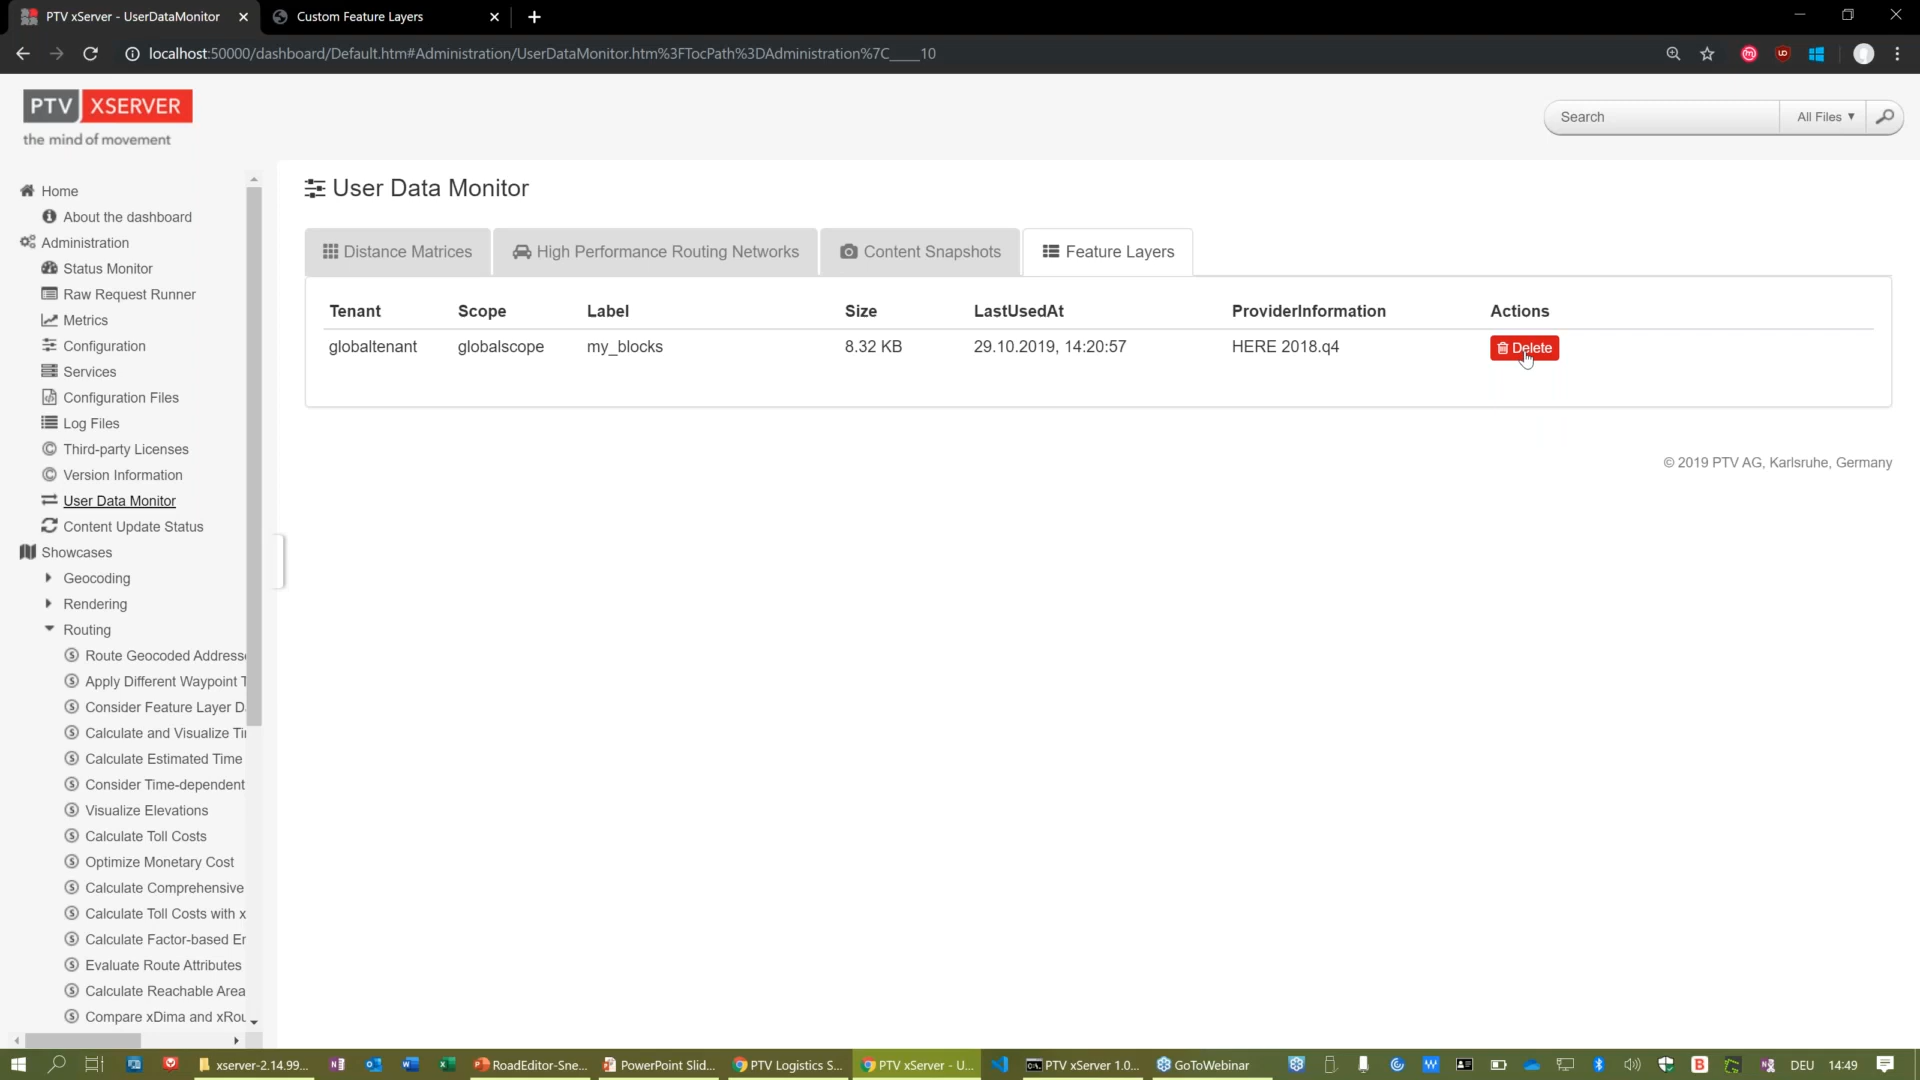 PTV xServer - UserDataMonitor
Custom Feature Layers
localhost:50000/dashboard/Default.htm#Administration/UserDataMonitor.htm%3FTocPath%3DAdministration%7C____10
PTV XSERVER
the mind of movement
Search
All Files ▼
Home
About the dashboard
Administration
Status Monitor
Raw Request Runner
Metrics
Configuration
Services
Configuration Files
Log Files
Third-party Licenses
Version Information
User Data Monitor
Content Update Status
Showcases
Geocoding
Rendering
Routing
Route Geocoded Addresse
Apply Different Waypoint T
Consider Feature Layer D
Calculate and Visualize Ti
Calculate Estimated Time
Consider Time-dependent
Visualize Elevations
Calculate Toll Costs
Optimize Monetary Cost
Calculate Comprehensive
Calculate Toll Costs with x
Calculate Factor-based Er
Evaluate Route Attributes
Calculate Reachable Area
Compare xDima and xRou
User Data Monitor
Distance Matrices
High Performance Routing Networks
Content Snapshots
Feature Layers
Tenant Scope Label Size LastUsedAt ProviderInformation Actions
globaltenant globalscope my_blocks 8.32 KB 29.10.2019, 14:20:57 HERE 2018.q4 Delete
© 2019 PTV AG, Karlsruhe, Germany
xserver-2.14.99...
RoadEditor-Sne...
PowerPoint Slid...
PTV Logistics S...
PTV xServer - U...
PTV xServer 1.0...
GoToWebinar
DEU
14:49